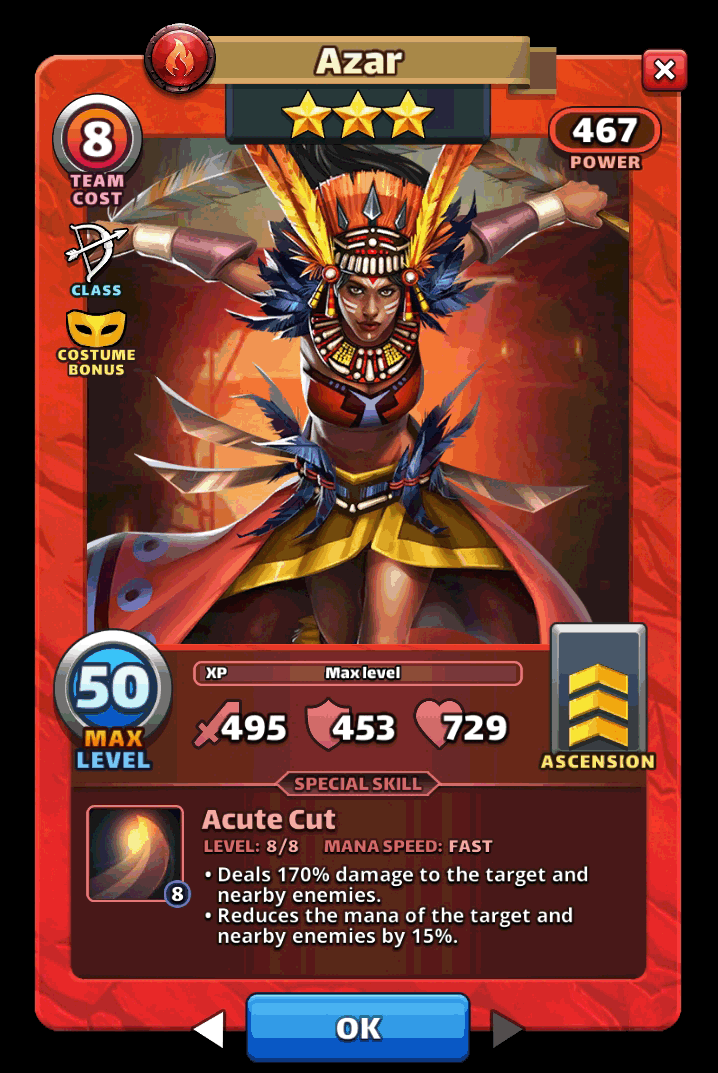 Azar
8
TEAM
COST
467
POWER
CLASS
COSTUME
BONUS
50
MAX
LEVEL
XP Max level
495 453 729
ASCENSION
SPECIAL SKILL
8
Acute Cut
LEVEL: 8/8 MANA SPEED: FAST
• Deals 170% damage to the target and
nearby enemies.
• Reduces the mana of the target and
nearby enemies by 15%.
OK